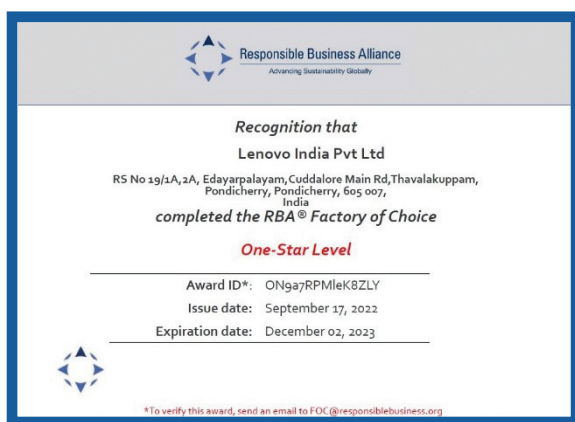 Responsible Business Alliance
Advancing Sustainability Globally
Recognition that
Lenovo India Pvt Ltd
RS No 19/1A,2A, Edayarpalayam,Cuddalore Main Rd,Thavalakuppam,
Pondicherry, Pondicherry, 605 007,
India
completed the RBA® Factory of Choice
One-Star Level
Award ID*: ON9a7RPMleK8ZLY
Issue date: September 17, 2022
Expiration date: December 02, 2023
*To verify this award, send an email to FOC@responsiblebusiness.org